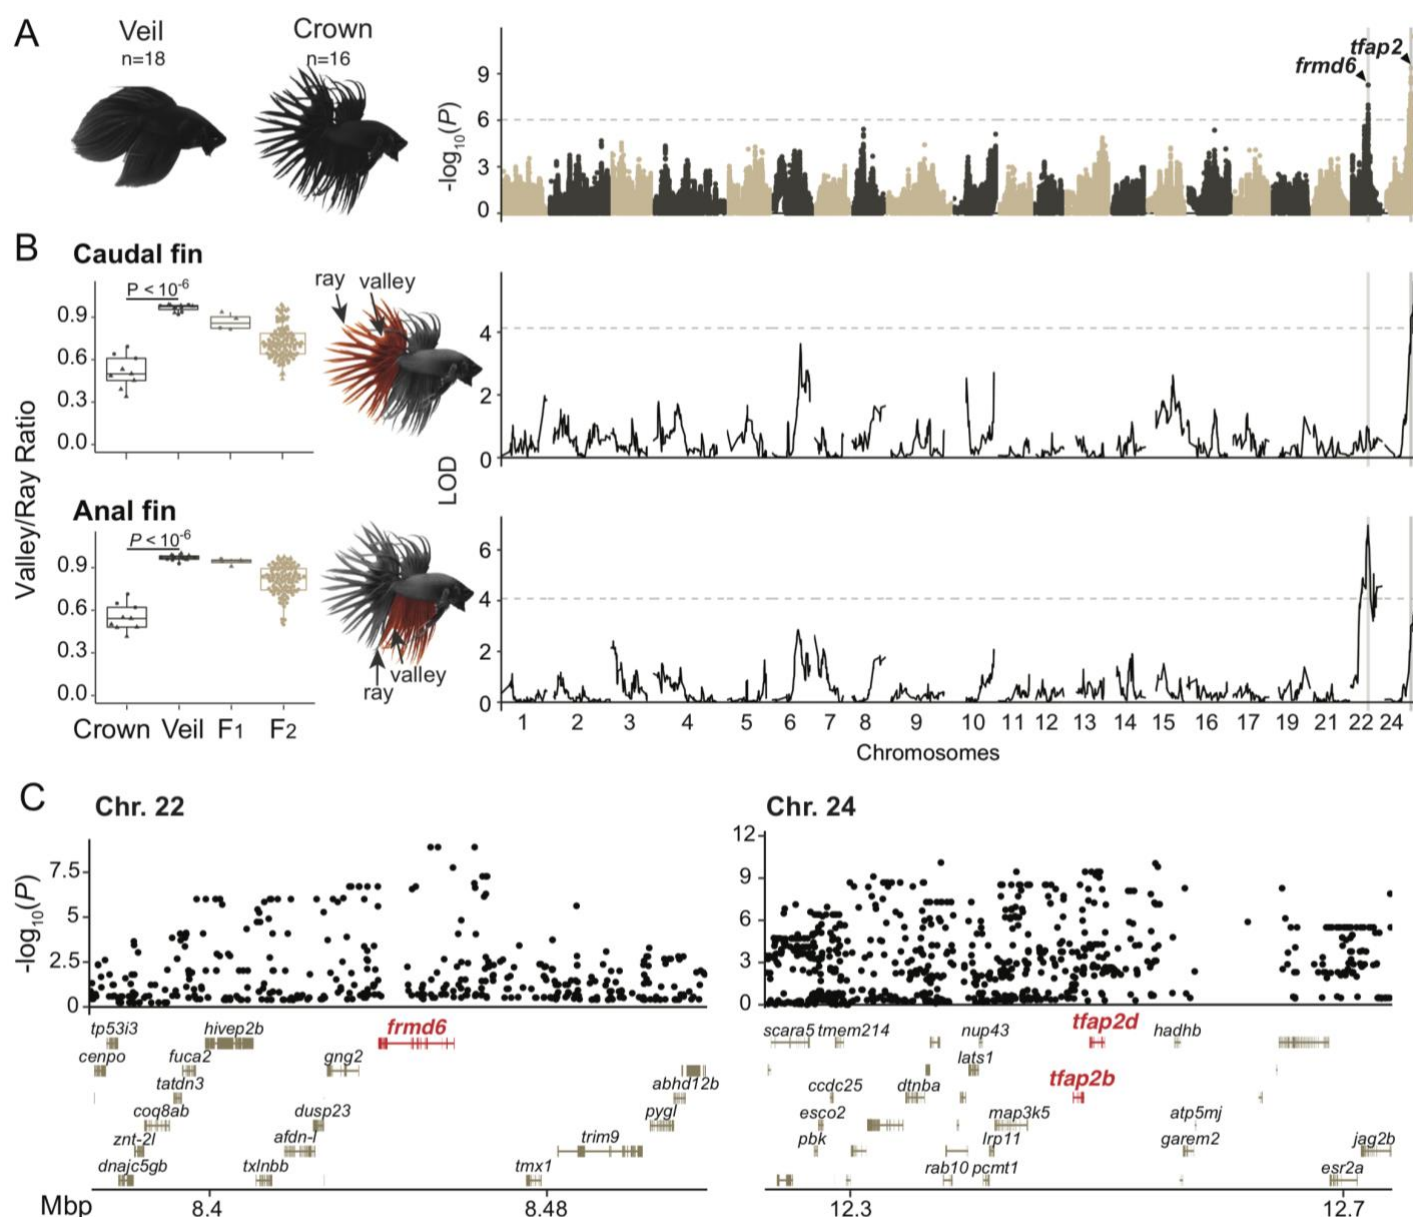 A
Veil
n=18
Crown
n=16
-log10(P)
9
6
3
0
frmd6
tfap2
B
Caudal fin
P < 10-6
0.9
0.6
0.3
0.0
ray
valley
4
2
0
Valley/Ray Ratio
LOD
Anal fin
P < 10-6
0.9
0.6
0.3
0.0
valley
ray
6
4
2
0
Crown Veil F1 F2
1 2 3 4 5 6 7 8 9 10 11 12 13 14 15 16 17 19 21 22 24
Chromosomes
C
Chr. 22
-log10(P)
7.5
5
2.5
0
tp53i3 hivep2b frmd6
cenpo fuca2 gng2
tatdn3 abhd12b
coq8ab dusp23 pygl
znt-2l afdn-l trim9
dnajc5gb txlnbb tmx1
Mbp 8.4 8.48
Chr. 24
12
9
6
3
0
scara5 tmem214 nup43 tfap2d hadhb
lats1
ccdc25 dtnba tfap2b
esco2 map3k5 atp5mj
pbk lrp11 garem2 jag2b
rab10 pcmt1 esr2a
12.3 12.7